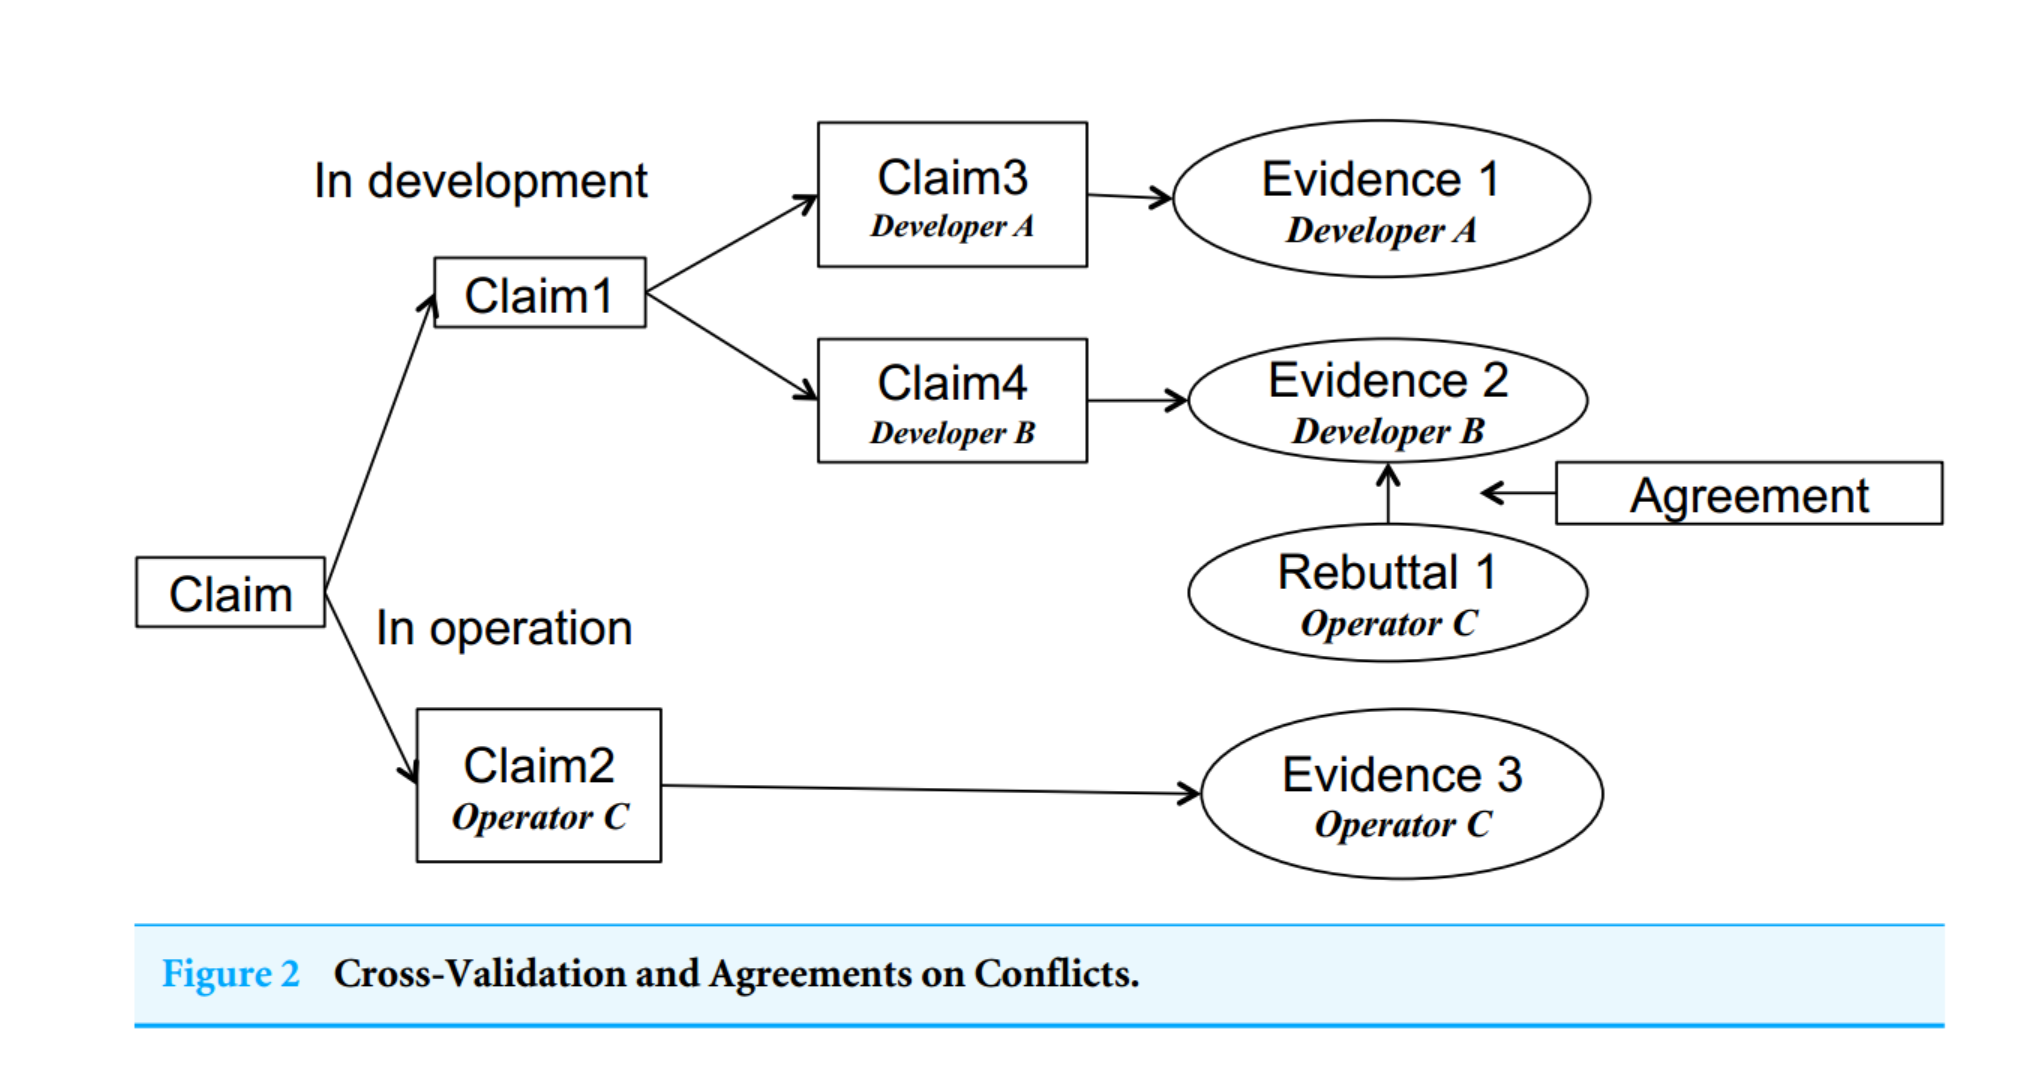 In development
Claim3
Developer A
Evidence 1
Developer A
Claim1
Claim4
Developer B
Evidence 2
Developer B
Agreement
Claim
In operation
Rebuttal 1
Operator C
Claim2
Operator C
Evidence 3
Operator C
Figure 2 Cross-Validation and Agreements on Conflicts.